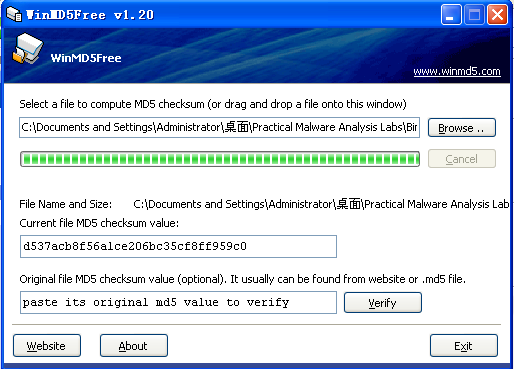 WinMD5Free v1.20
WinMD5Free
www.winmd5.com
Select a file to compute MD5 checksum (or drag and drop a file onto this window)
C:\Documents and Settings\Administrator\桌面\Practical Malware Analysis Labs\Bin
Browse ..
Cancel
File Name and Size: C:\Documents and Settings\Administrator\桌面\Practical Malware Analysis Lab
Current file MD5 checksum value:
d537acb8f56a1ce206bc35cf8ff959c0
Original file MD5 checksum value (optional). It usually can be found from website or .md5 file.
paste its original md5 value to verify
Verify
Website
About
Exit